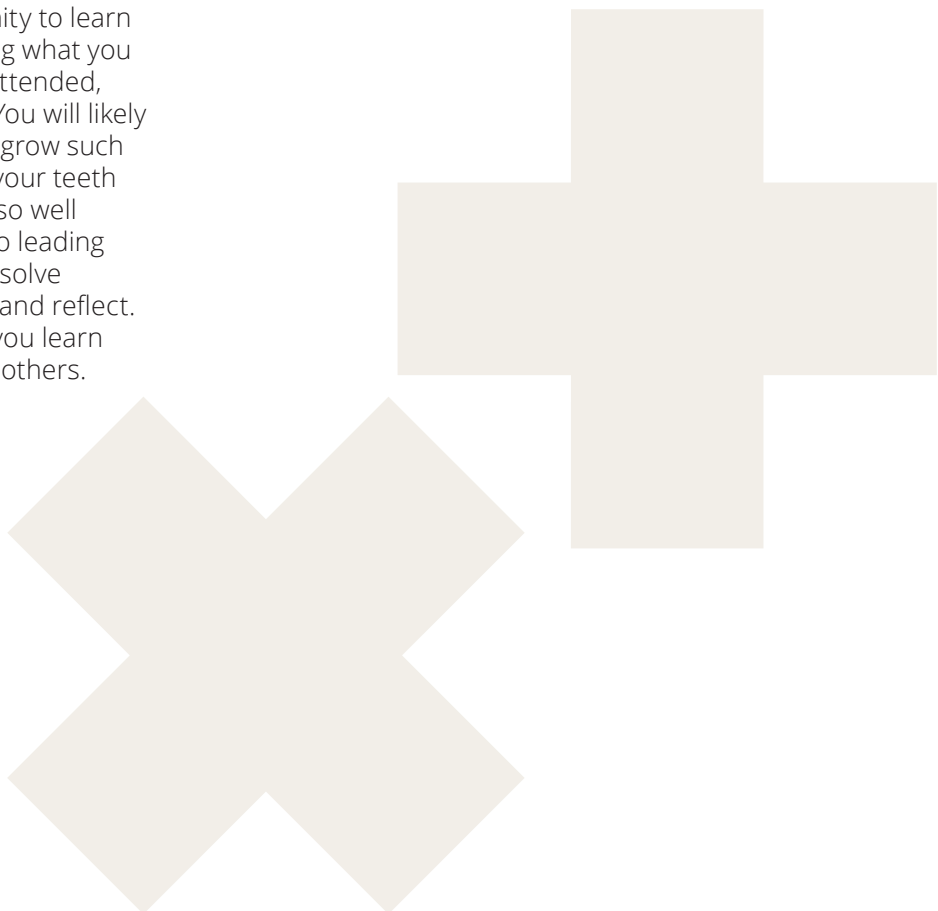 ity to learn
g what you
ttended,
You will likely
grow such
your teeth
so well
o leading
solve
and reflect.
you learn
others.